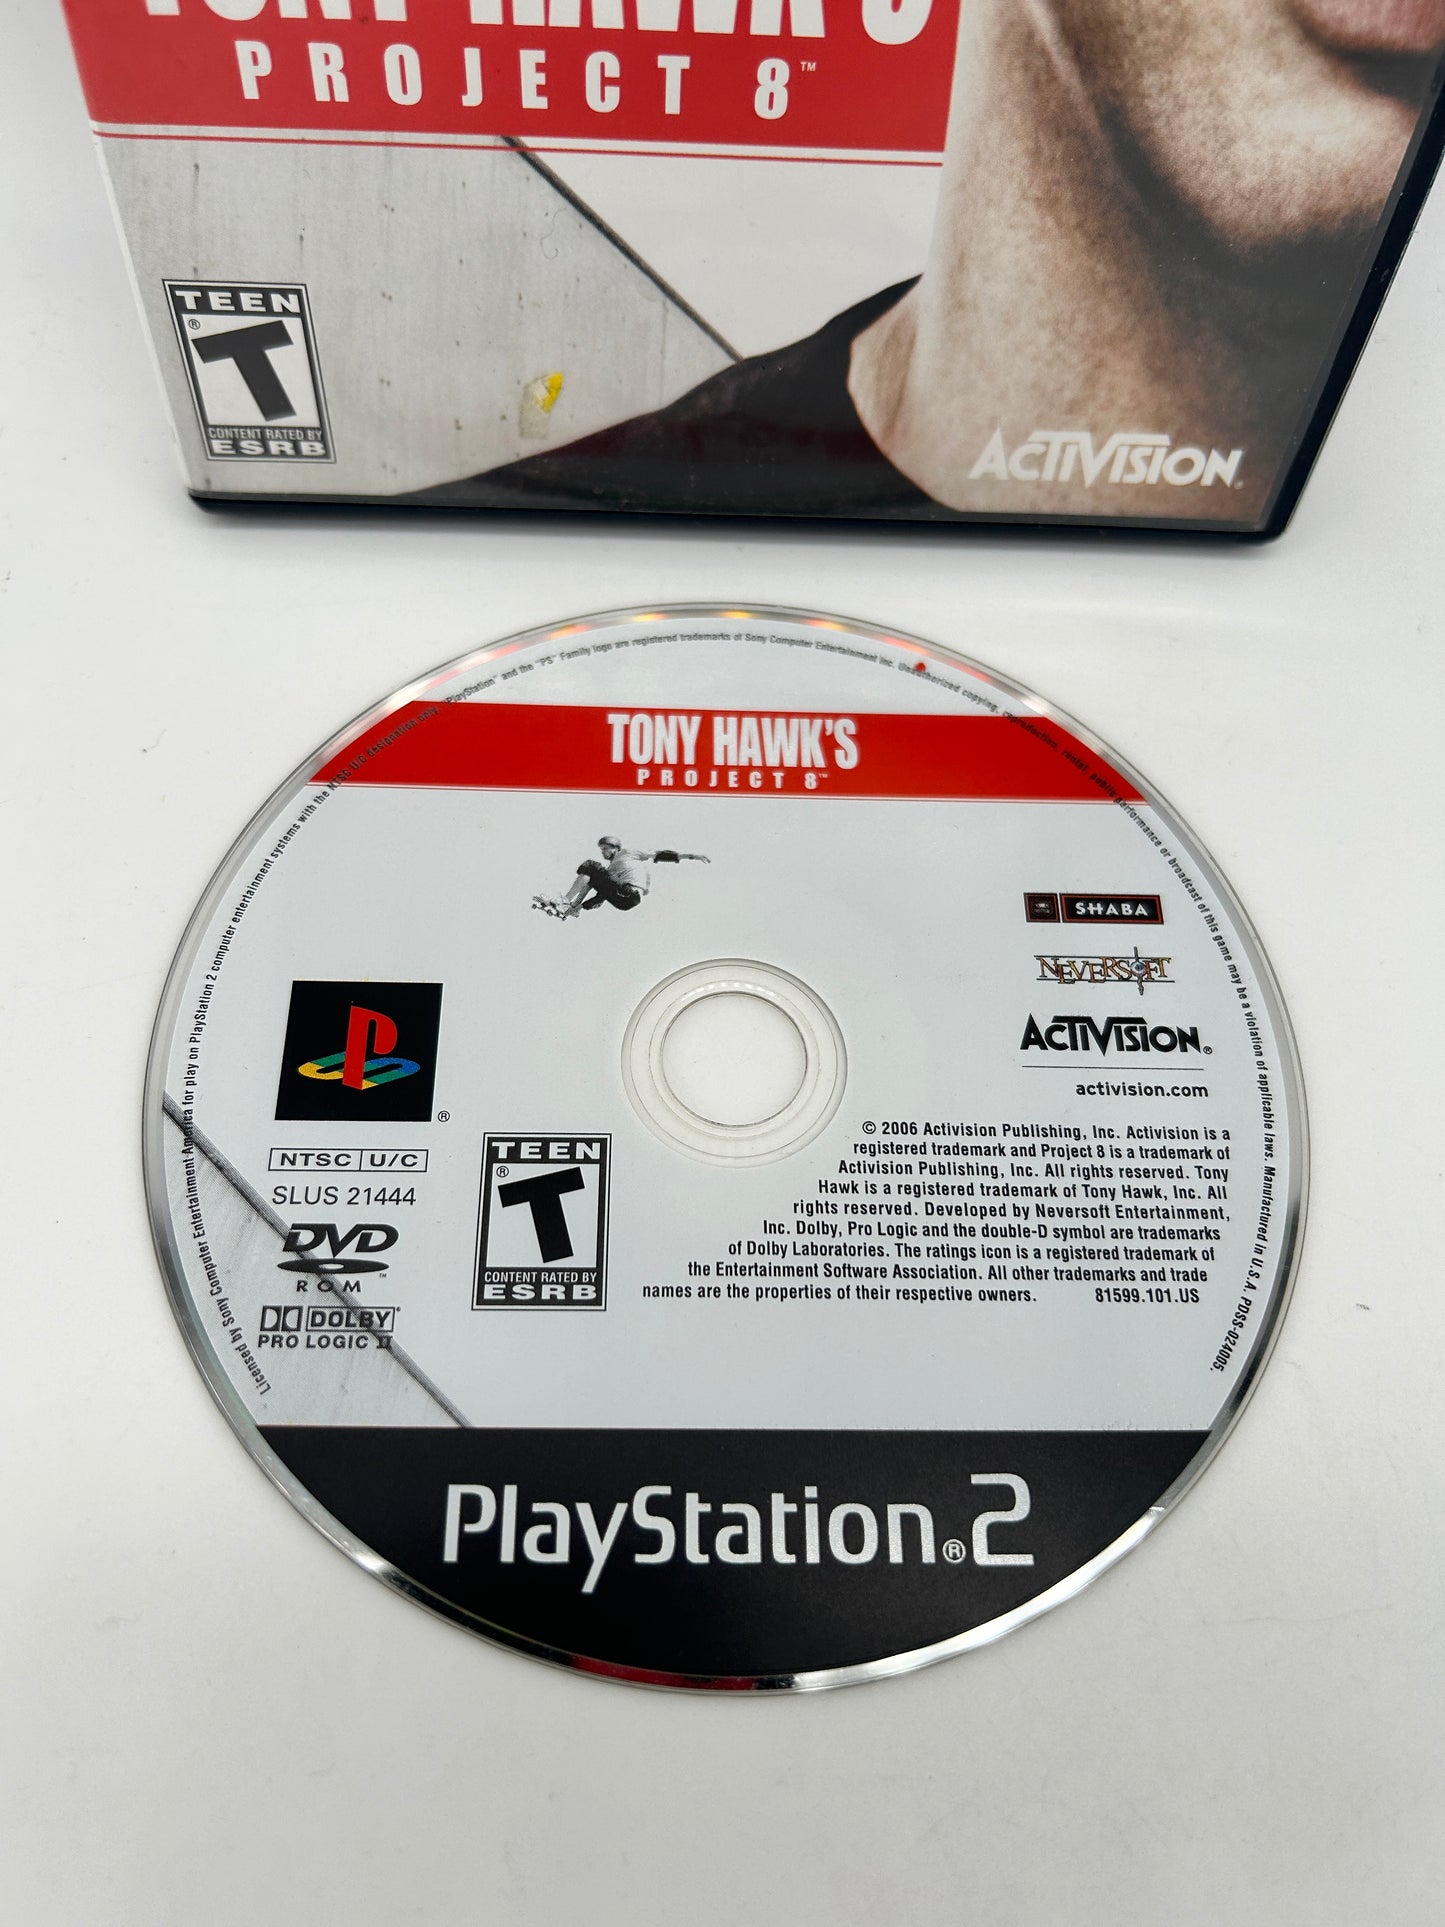 TONY HAWK'S
PROJECT 8™
TEEN
T®
CONTENT RATED BY
ESRB
ACTIVISION®
Licensed by Sony Computer Entertainment America for play on PlayStation 2 computer entertainment systems with the NTSC U/C designation only. "PlayStation" and the "PS" Family logo are registered trademarks of Sony Computer Entertainment Inc. Unauthorized copying, reproduction, rental, public performance or broadcast of this game may be a violation of applicable laws. Manufactured in U.S.A. PDSS-024005.
TONY HAWK'S
PROJECT 8™
SHABA
NEVERSOFT
ACTIVISION®
activision.com
®
NTSC U/C
SLUS 21444
DVD™
ROM
DOLBY®
PRO LOGIC II
TEEN
T®
CONTENT RATED BY
ESRB
© 2006 Activision Publishing, Inc. Activision is a
registered trademark and Project 8 is a trademark of
Activision Publishing, Inc. All rights reserved. Tony
Hawk is a registered trademark of Tony Hawk, Inc. All
rights reserved. Developed by Neversoft Entertainment,
Inc. Dolby, Pro Logic and the double-D symbol are trademarks
of Dolby Laboratories. The ratings icon is a registered trademark of
the Entertainment Software Association. All other trademarks and trade
names are the properties of their respective owners. 81599.101.US
PlayStation®2